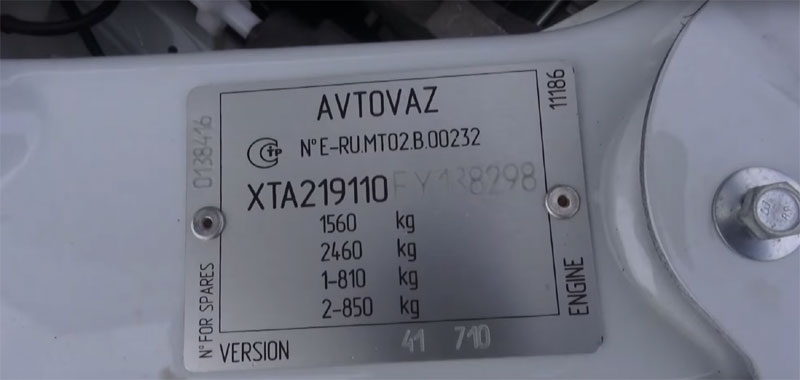 AVTOVAZ
№E-RU.MT02.B.00232
XTA219110FY138298
1560 kg
2460 kg
1-810 kg
2-850 kg
VERSION 41 710
№ FOR SPARES 0138416
ENGINE 11186